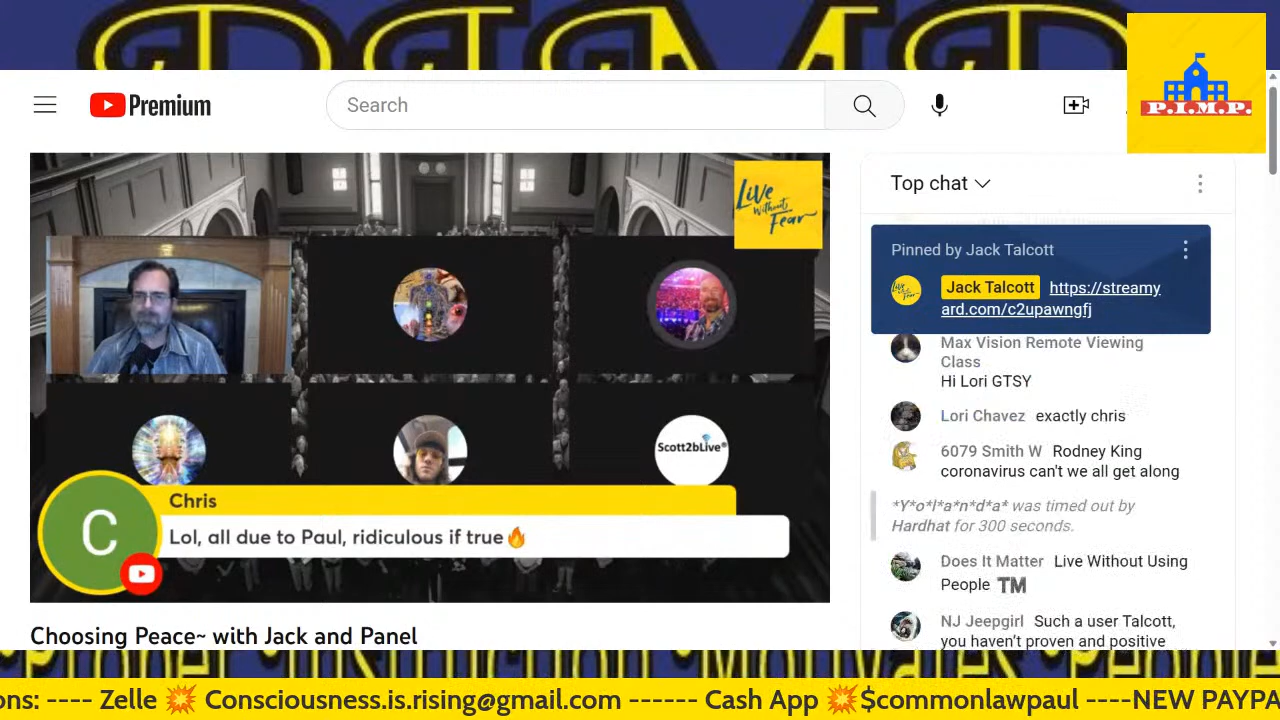 P.I.M.P.
Premium
Search
P.I.M.P.
Live
Without
Fear
Scott2bLive®
C
Chris
Lol, all due to Paul, ridiculous if true🔥
Choosing Peace~ with Jack and Panel
Top chat
Pinned by Jack Talcott
Jack Talcott https://streamy
ard.com/c2upawngfj
Max Vision Remote Viewing
Class
Hi Lori GTSY
Lori Chavez exactly chris
6079 Smith W Rodney King
coronavirus can't we all get along
*Y*o*l*a*n*d*a* was timed out by
Hardhat for 300 seconds.
Does It Matter Live Without Using
People TM
NJ Jeepgirl Such a user Talcott,
you haven't proven and positive
Proper Instruction Motivates People
ons: ---- Zelle 💥 Consciousness.is.rising@gmail.com ------ Cash App 💥$commonlawpaul ----NEW PAYPA